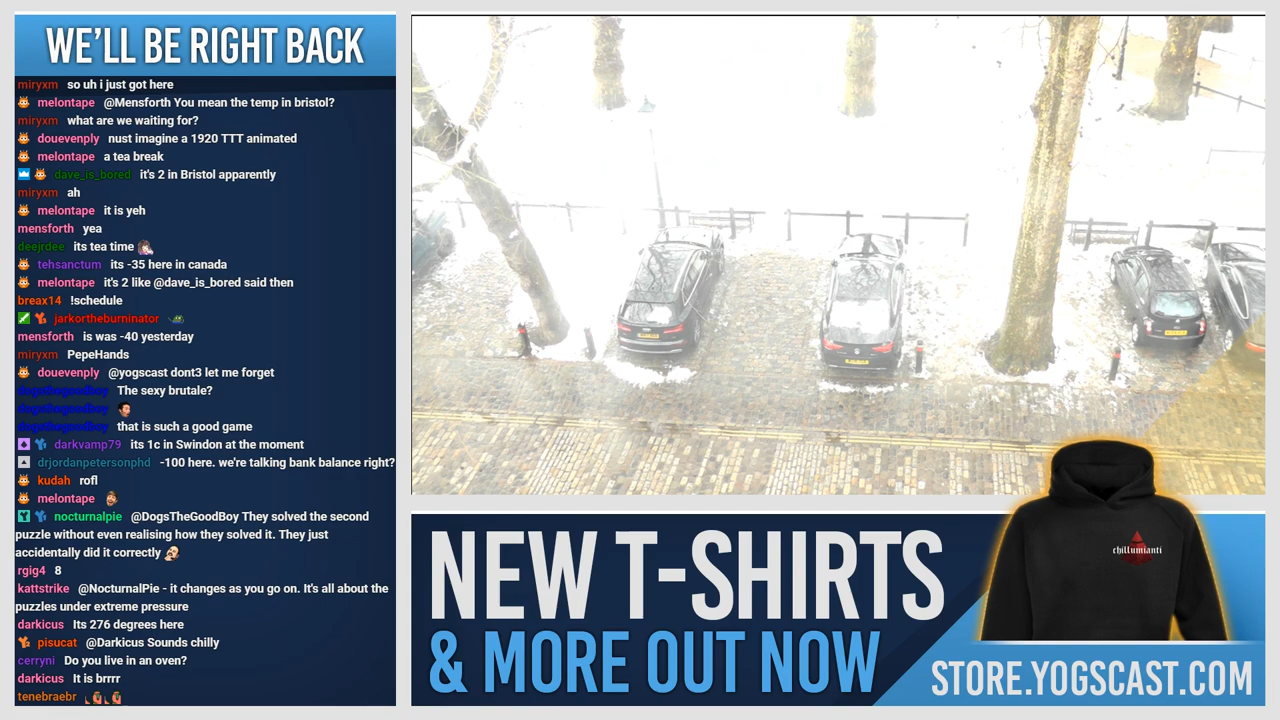 WE'LL BE RIGHT BACK
miryxm so uh i just got here
melontape @Mensforth You mean the temp in bristol?
miryxm what are we waiting for?
douevenply nust imagine a 1920 TTT animated
melontape a tea break
dave_is_bored it's 2 in Bristol apparently
miryxm ah
melontape it is yeh
mensforth yea
deejrdee its tea time
tehsanctum its -35 here in canada
melontape it's 2 like @dave_is_bored said then
breax14 !schedule
jarkortheburninator
mensforth is was -40 yesterday
miryxm PepeHands
douevenply @yogscast dont3 let me forget
dogsthegoodboy The sexy brutale?
dogsthegoodboy
dogsthegoodboy that is such a good game
darkvamp79 its 1c in Swindon at the moment
drjordanpetersonphd -100 here. we're talking bank balance right?
kudah rofl
melontape
nocturnalpie @DogsTheGoodBoy They solved the second
puzzle without even realising how they solved it. They just
accidentally did it correctly
rgig4 8
kattstrike @NocturnalPie - it changes as you go on. It's all about the
puzzles under extreme pressure
darkicus Its 276 degrees here
pisucat @Darkicus Sounds chilly
cerryni Do you live in an oven?
darkicus It is brrrr
tenebraebr
NEW T-SHIRTS
& MORE OUT NOW
chillumianti
STORE.YOGSCAST.COM